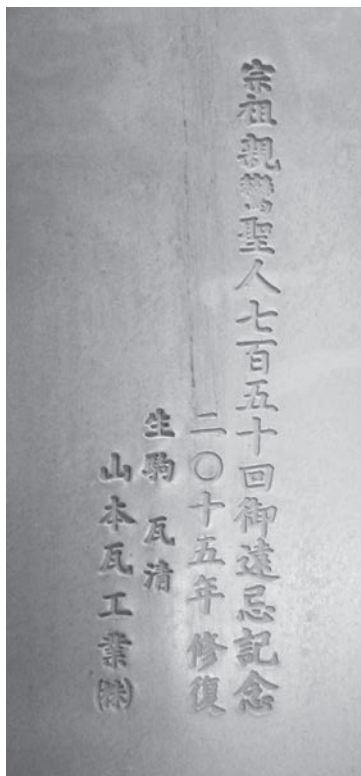 宗祖親鸞聖人七百五十回御遠忌記念
二〇十五年修復
生駒 瓦清
山本瓦工業㈱